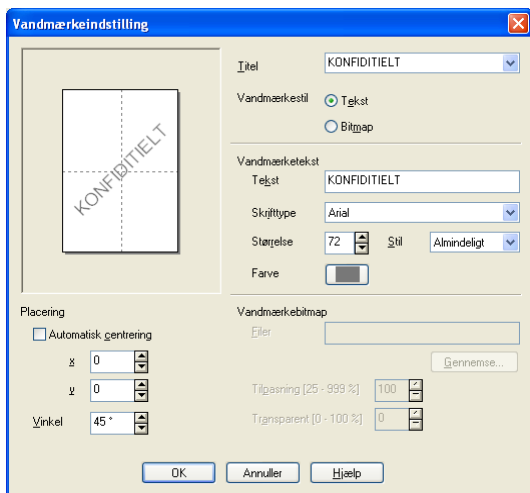 Vandmærkeindstilling
KONFIDITIELT
Titel KONFIDITIELT
Vandmærkestil Tekst
Bitmap
Vandmærketekst
Tekst KONFIDITIELT
Skrifttype Arial
Størrelse 72 Stil Almindeligt
Farve
Placering
Automatisk centrering
x 0
y 0
Vinkel 45 °
Vandmærkebitmap
Filer
Gennemse...
Tilpasning [25 - 999 %] 100
Transparent [0 - 100 %] 0
OK Annuller Hjælp